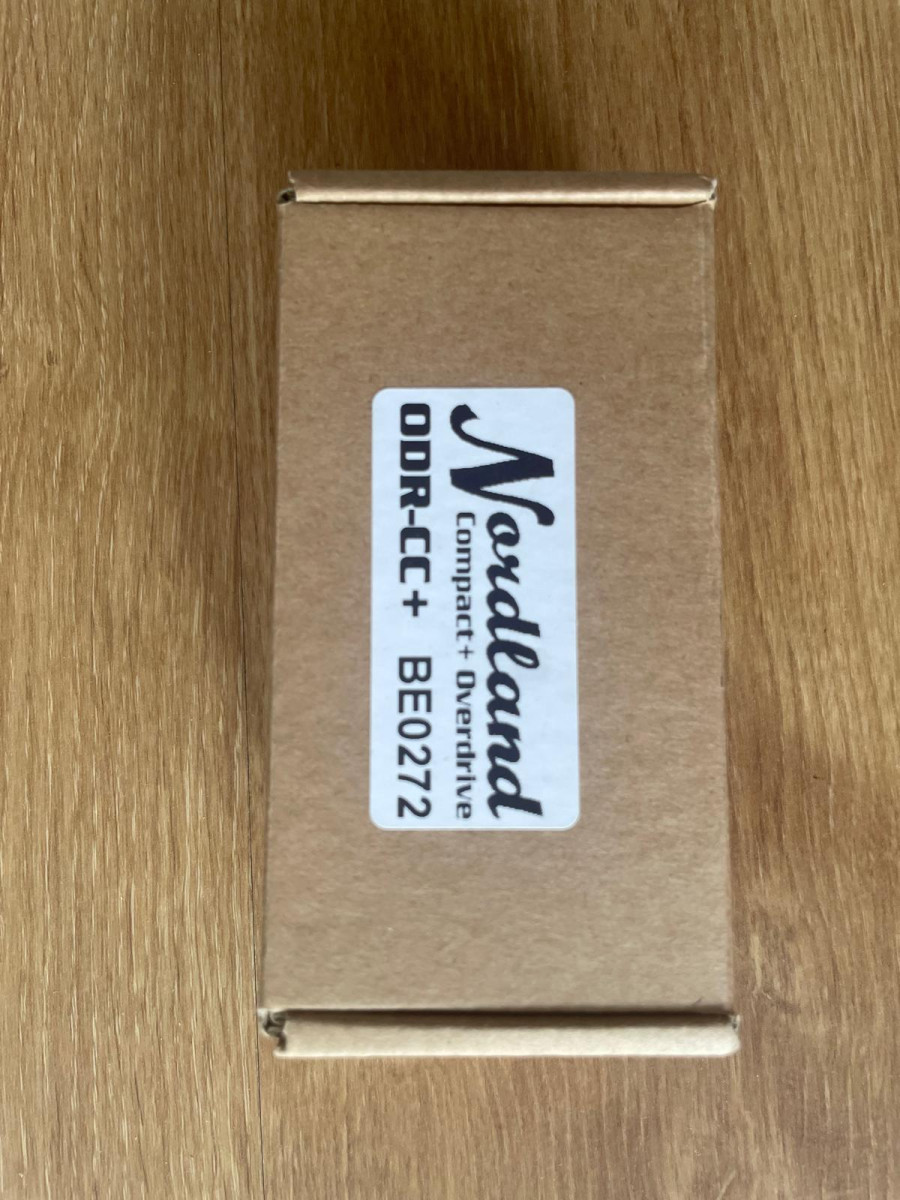 Nordland
Compact+ Overdrive
ODR-CC+ BE0272